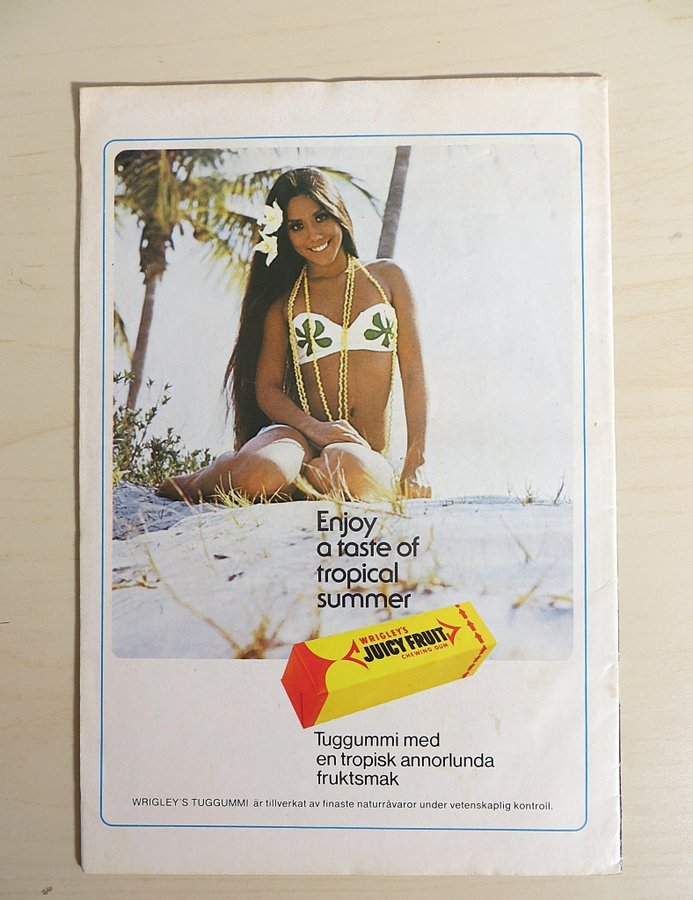 Enjoy
a taste of
tropical
summer
WRIGLEY'S
JUICY FRUIT
CHEWING GUM
Tuggummi med
en tropisk annorlunda
fruktsmak
WRIGLEY'S TUGGUMMI är tillverkat av finaste naturråvaror under vetenskaplig kontroll.